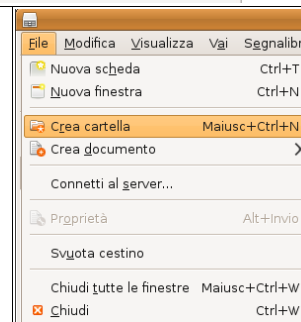 File Modifica Visualizza Vai Segnalibr
Nuova scheda Ctrl+T
Nuova finestra Ctrl+N
Crea cartella Maiusc+Ctrl+N
Crea documento
Connetti al server...
Proprietà Alt+Invio
Svuota cestino
Chiudi tutte le finestre Maiusc+Ctrl+W
Chiudi Ctrl+W